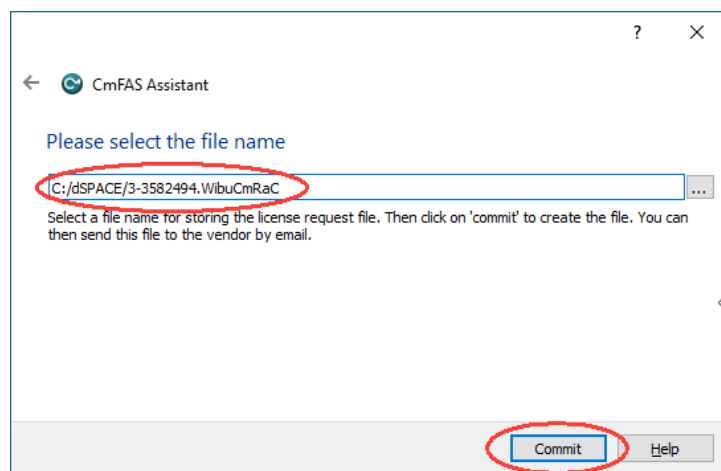 ?
CmFAS Assistant
Please select the file name
C:/dSPACE/3-3582494.WibuCmRaC
...
Select a file name for storing the license request file. Then click on 'commit' to create the file. You can
then send this file to the vendor by email.
Commit
Help